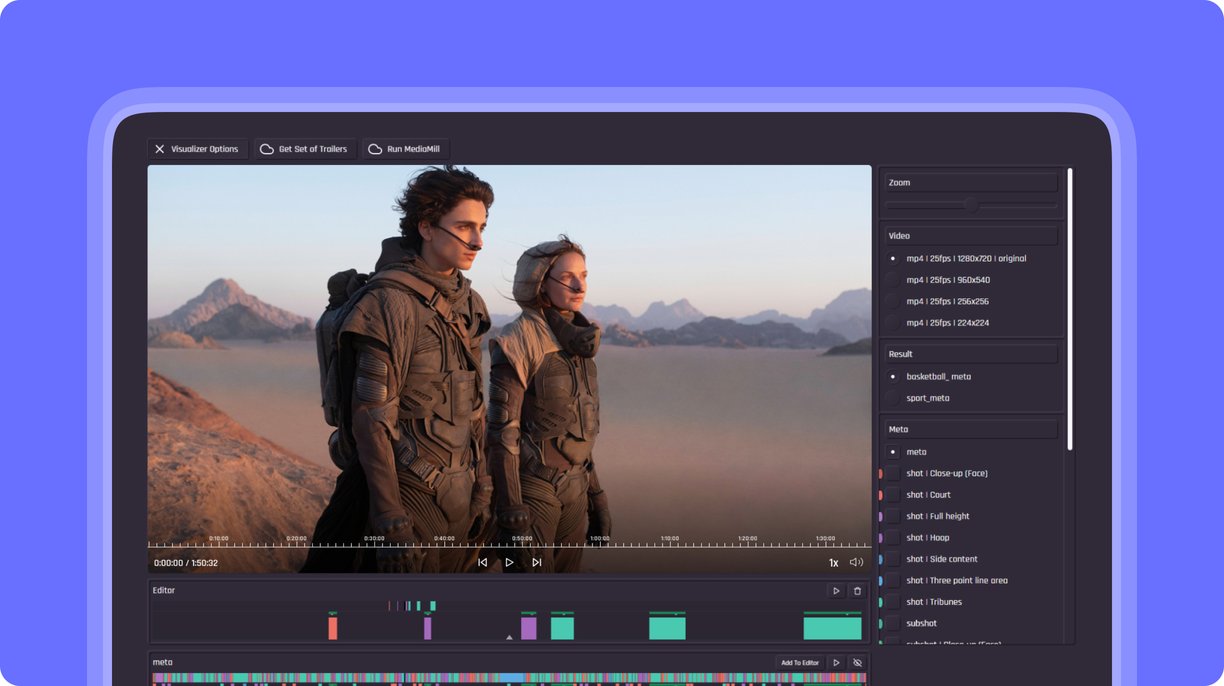 Visualizer Options
Get Set of Trailers
Run MediaMill
Zoom
Video
mp4 | 25fps | 1280x720 | original
mp4 | 25fps | 960x540
mp4 | 25fps | 256x256
mp4 | 25fps | 224x224
Result
basketball_ meta
sport_meta
Meta
meta
shot | Close-up (Face)
shot | Court
shot | Full height
shot | Hoop
shot | Side content
shot | Three point line area
shot | Tribunes
subshot
subshot | Close-up (Face)
0:10:00 0:20:00 0:30:00 0:40:00 0:50:00 1:00:00 1:10:00 1:20:00 1:30:00
0:00:00 / 1:50:32
1x
Editor
meta
Add To Editor